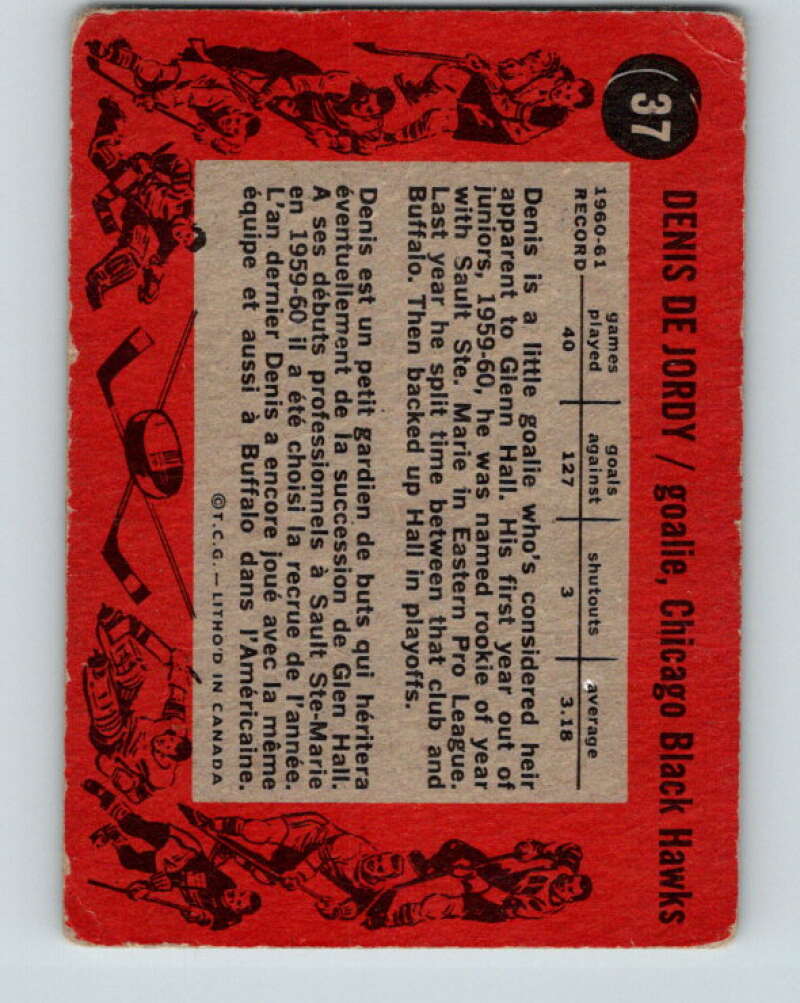 37
DENIS DE JORDY / goalie, Chicago Black Hawks
1960-61 RECORD
games played
goals against
shutouts
average
40 127 3 3.18
Denis is a little goalie who's considered heir
apparent to Glenn Hall. His first year out of
juniors, 1959-60, he was named rookie of year
with Sault Ste. Marie in Eastern Pro League.
Last year he split time between that club and
Buffalo. Then backed up Hall in playoffs.
Denis est un petit gardien de buts qui héritera
éventuellement de la succession de Glen Hall.
A ses débuts professionnels à Sault Ste-Marie
en 1959-60 il a été choisi la recrue de l'année.
L'an dernier Denis a encore joué avec la même
équipe et aussi à Buffalo dans l'Américaine.
©T.C.G. — LITHO'D IN CANADA